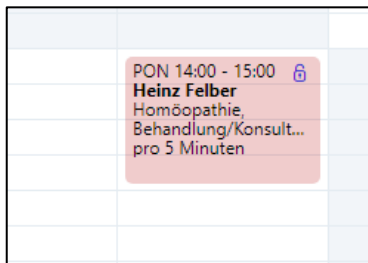 PON 14:00 - 15:00
Heinz Felber
Homöopathie,
Behandlung/Konsult...
pro 5 Minuten